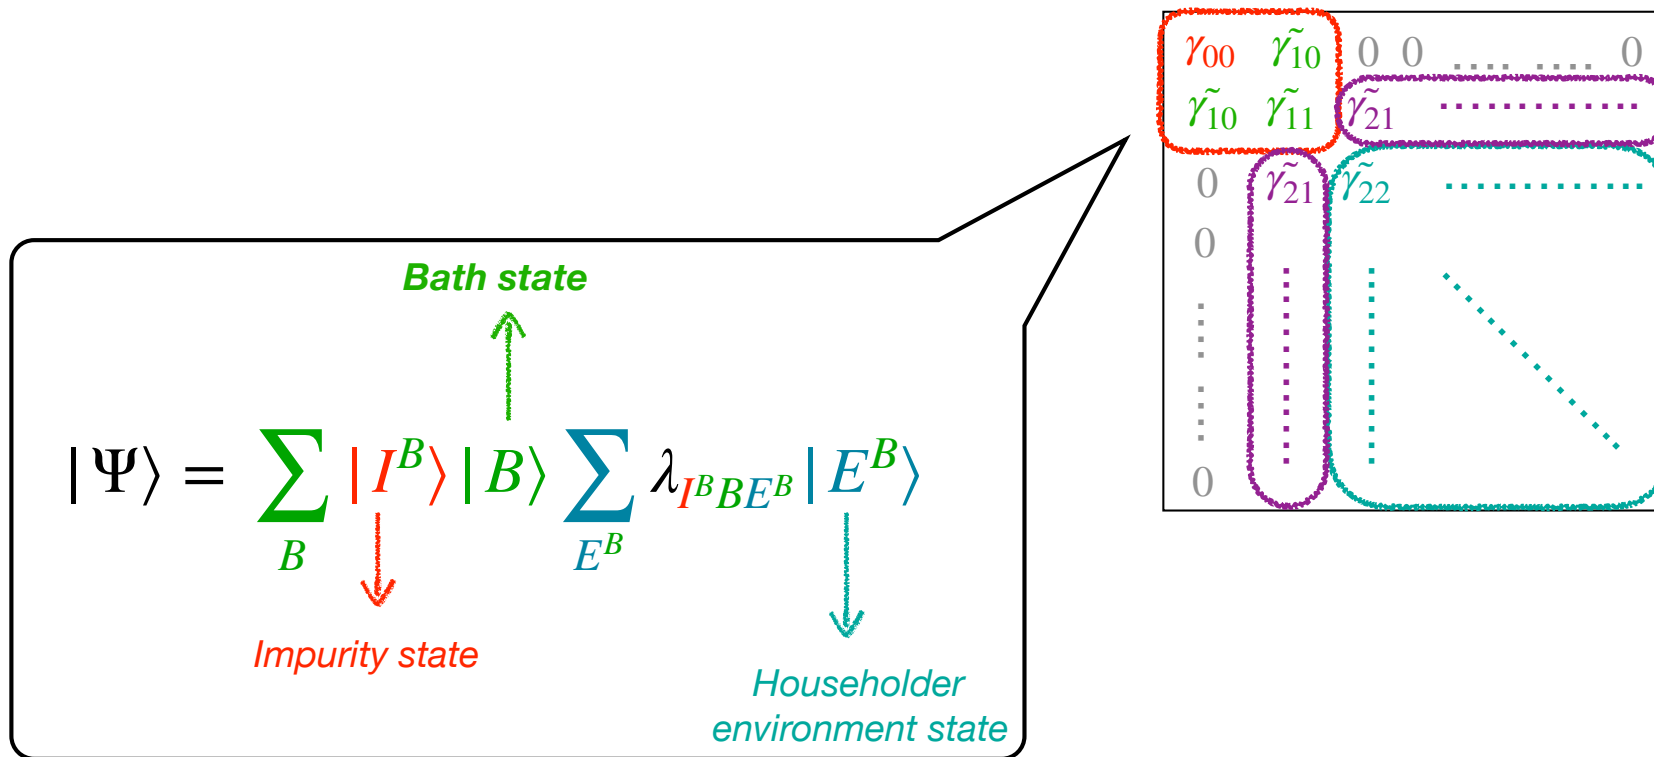 γ00 γ̃10 0 0 .... .... 0
γ̃10 γ̃11 γ̃21 .............
0 γ̃21 γ̃22 .............
0
0
Bath state
|Ψ⟩ = ∑B |I^B⟩|B⟩ ∑E^B λI^BBE^B |E^B⟩
Impurity state
Householder
environment state